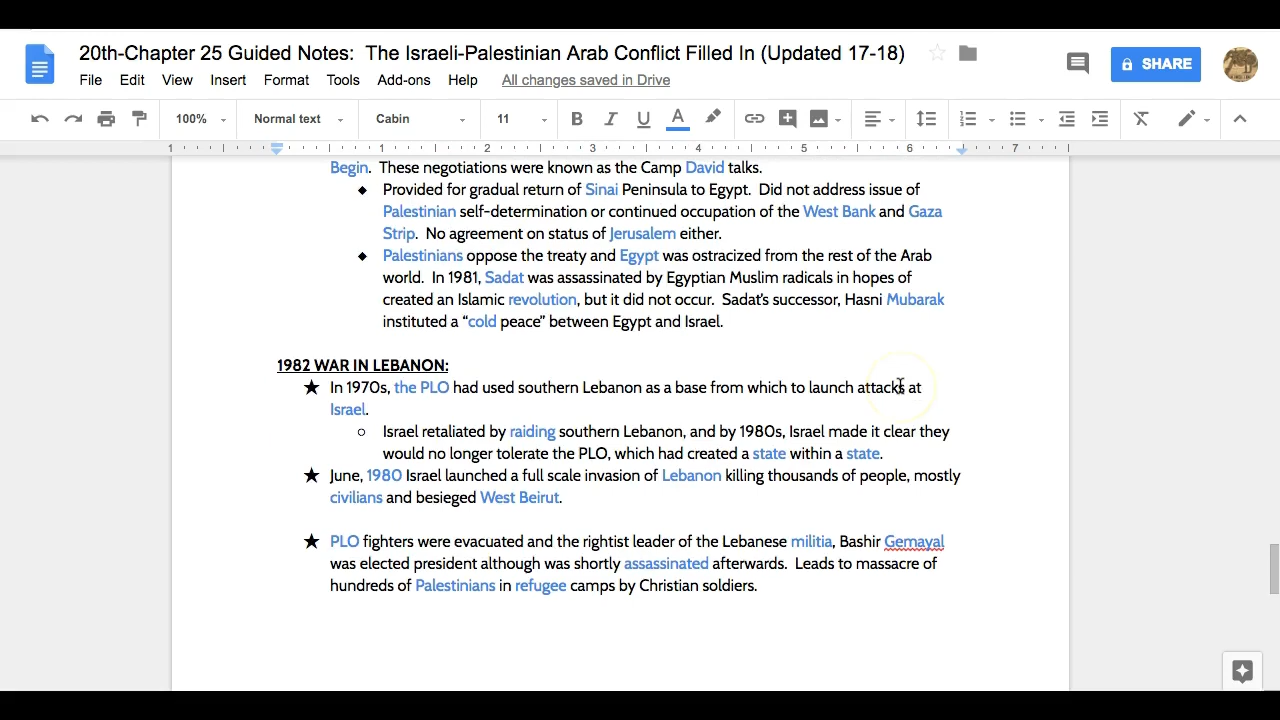 20th-Chapter 25 Guided Notes: The Israeli-Palestinian Arab Conflict Filled In (Updated 17-18)
File Edit View Insert Format Tools Add-ons Help All changes saved in Drive
SHARE
100% Normal text Cabin 11
1 1 2 3 4 5 6 7
Begin. These negotiations were known as the Camp David talks.
◆ Provided for gradual return of Sinai Peninsula to Egypt. Did not address issue of
Palestinian self-determination or continued occupation of the West Bank and Gaza
Strip. No agreement on status of Jerusalem either.
◆ Palestinians oppose the treaty and Egypt was ostracized from the rest of the Arab
world. In 1981, Sadat was assassinated by Egyptian Muslim radicals in hopes of
created an Islamic revolution, but it did not occur. Sadat's successor, Hasni Mubarak
instituted a "cold peace" between Egypt and Israel.
1982 WAR IN LEBANON:
★ In 1970s, the PLO had used southern Lebanon as a base from which to launch attacks at
Israel.
○ Israel retaliated by raiding southern Lebanon, and by 1980s, Israel made it clear they
would no longer tolerate the PLO, which had created a state within a state.
★ June, 1980 Israel launched a full scale invasion of Lebanon killing thousands of people, mostly
civilians and besieged West Beirut.
★ PLO fighters were evacuated and the rightist leader of the Lebanese militia, Bashir Gemayal
was elected president although was shortly assassinated afterwards. Leads to massacre of
hundreds of Palestinians in refugee camps by Christian soldiers.